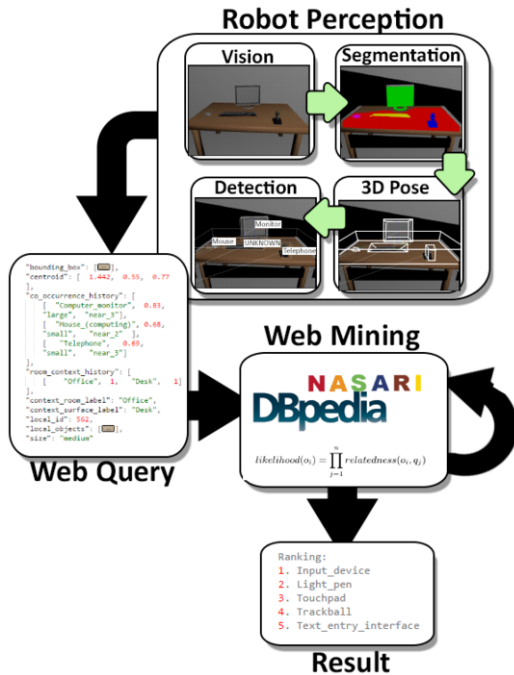 Robot Perception
Vision
Segmentation
Detection
3D Pose
Monitor
Mouse
UNKNOWN
Telephone
"bounding_box": [ ],
"centroid": [ 1.442, 0.55, 0.77
],
"co_occurrence_history": [
[ "Computer_monitor", 0.83,
"large", "near_3"],
[ "Mouse_(computing)", 0.68,
"small", "near_2" ],
[ "Telephone", 0.69,
"small", "near_3"]
],
"room_context_history": [
[ "Office", 1, "Desk", 1]
],
"context_room_label": "Office",
"context_surface_label": "Desk",
"local_id": 562,
"local_objects": [ ],
"size": "medium"
Web Query
Web Mining
NASARI
DBpedia
likelihood(o_i) = \prod_{j=1}^{n} relatedness(o_i, q_j)
Ranking:
1. Input_device
2. Light_pen
3. Touchpad
4. Trackball
5. Text_entry_interface
Result